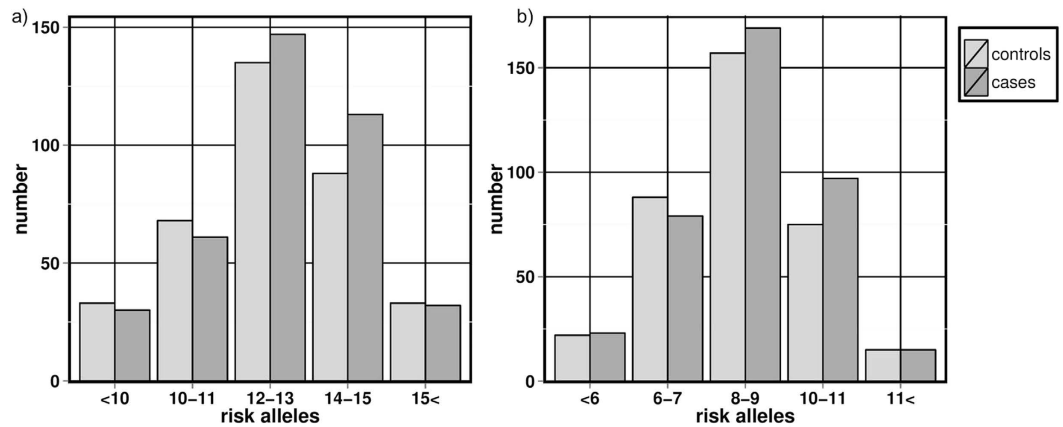 a)
150
100
50
0
number
<10 10–11 12–13 14–15 15<
risk alleles
b)
150
100
50
0
number
<6 6–7 8–9 10–11 11<
risk alleles
controls
cases